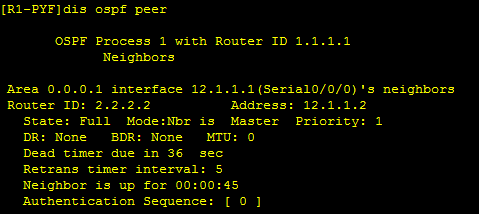 [R1-PYF]dis ospf peer
OSPF Process 1 with Router ID 1.1.1.1
Neighbors
Area 0.0.0.1 interface 12.1.1.1(Serial0/0/0)'s neighbors
Router ID: 2.2.2.2 Address: 12.1.1.2
State: Full Mode:Nbr is Master Priority: 1
DR: None BDR: None MTU: 0
Dead timer due in 36 sec
Retrans timer interval: 5
Neighbor is up for 00:00:45
Authentication Sequence: [ 0 ]